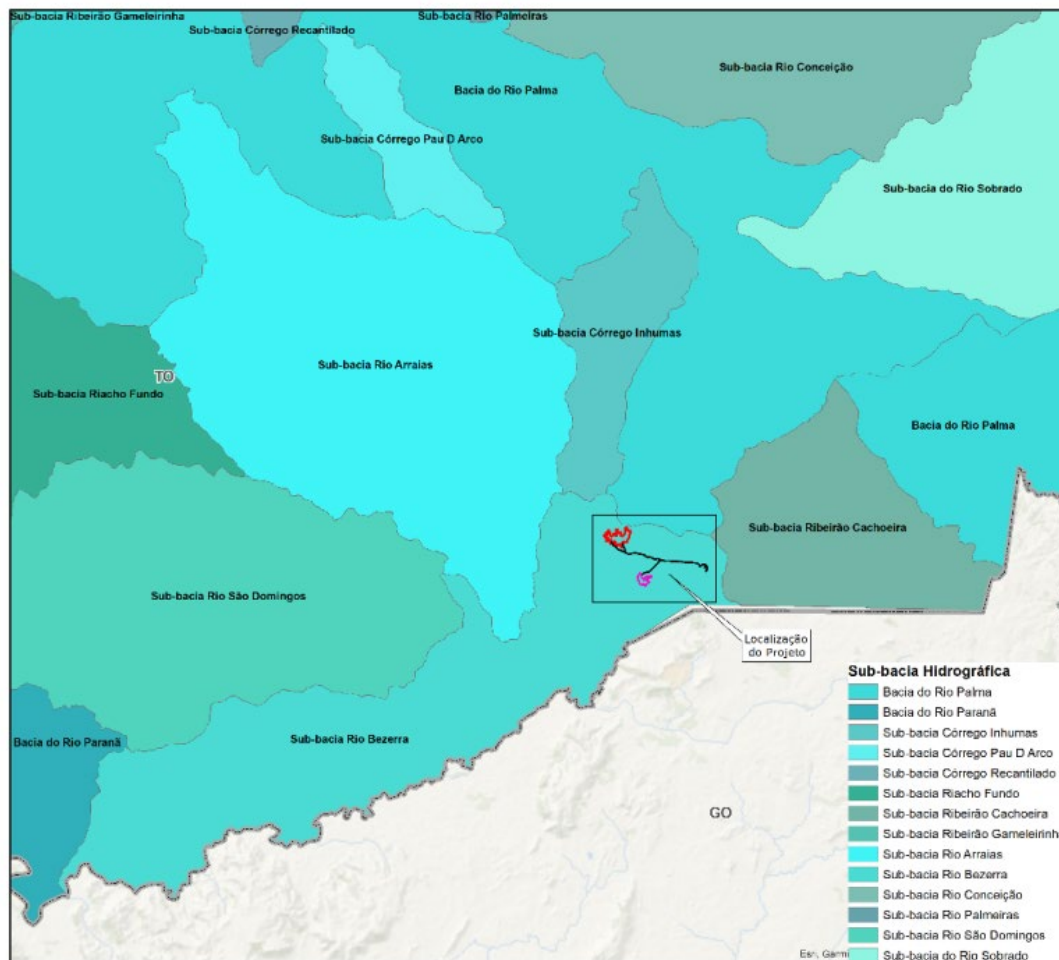 Sub-bacia Ribeirão Gameleirinha
Sub-bacia Córrego Recantilado
Sub-bacia Rio Palmeiras
Sub-bacia Rio Conceição
Bacia do Rio Palma
Sub-bacia Córrego Pau D Arco
Sub-bacia do Rio Sobrado
Sub-bacia Córrego Inhumas
Sub-bacia Rio Arraias
TO
Sub-bacia Riacho Fundo
Bacia do Rio Palma
Sub-bacia Ribeirão Cachoeira
Sub-bacia Rio São Domingos
Localização
do Projeto
Bacia do Rio Paranã
Sub-bacia Rio Bezerra
GO
Sub-bacia Hidrográfica
Bacia do Rio Palma
Bacia do Rio Paranã
Sub-bacia Córrego Inhumas
Sub-bacia Córrego Pau D Arco
Sub-bacia Córrego Recantilado
Sub-bacia Riacho Fundo
Sub-bacia Ribeirão Cachoeira
Sub-bacia Ribeirão Gameleirinh
Sub-bacia Rio Arraias
Sub-bacia Rio Bezerra
Sub-bacia Rio Conceição
Sub-bacia Rio Palmeiras
Sub-bacia Rio São Domingos
Sub-bacia do Rio Sobrado
Esri, Garm